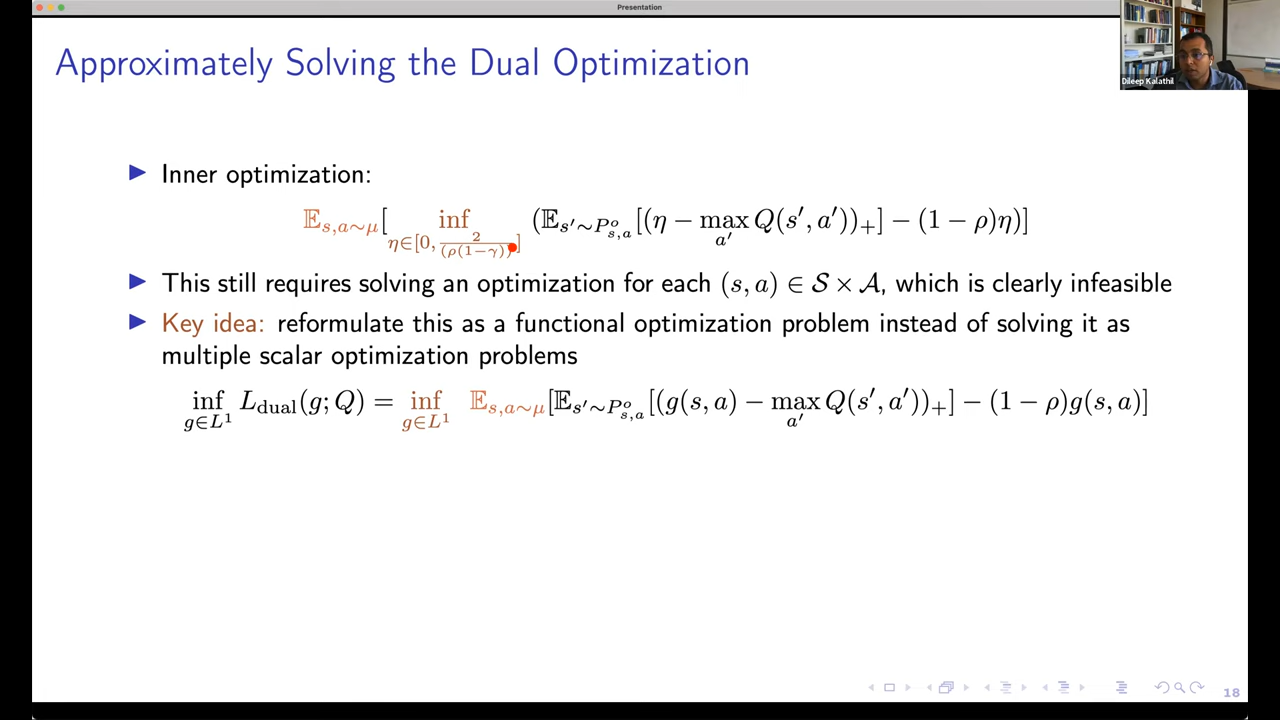 Presentation
Approximately Solving the Dual Optimization
Dileep Kalathil
▶ Inner optimization:
𝔼_{s,a∼μ}[ inf_{η∈[0, 2/(ρ(1−γ))]} (𝔼_{s′∼P^o_{s,a}}[(η − max_{a′} Q(s′, a′))_+] − (1 − ρ)η)]
▶ This still requires solving an optimization for each (s, a) ∈ 𝒮 × 𝒜, which is clearly infeasible
▶ Key idea: reformulate this as a functional optimization problem instead of solving it as
multiple scalar optimization problems
inf_{g∈L^1} L_dual(g; Q) = inf_{g∈L^1} 𝔼_{s,a∼μ}[𝔼_{s′∼P^o_{s,a}}[(g(s, a) − max_{a′} Q(s′, a′))_+] − (1 − ρ)g(s, a)]
18